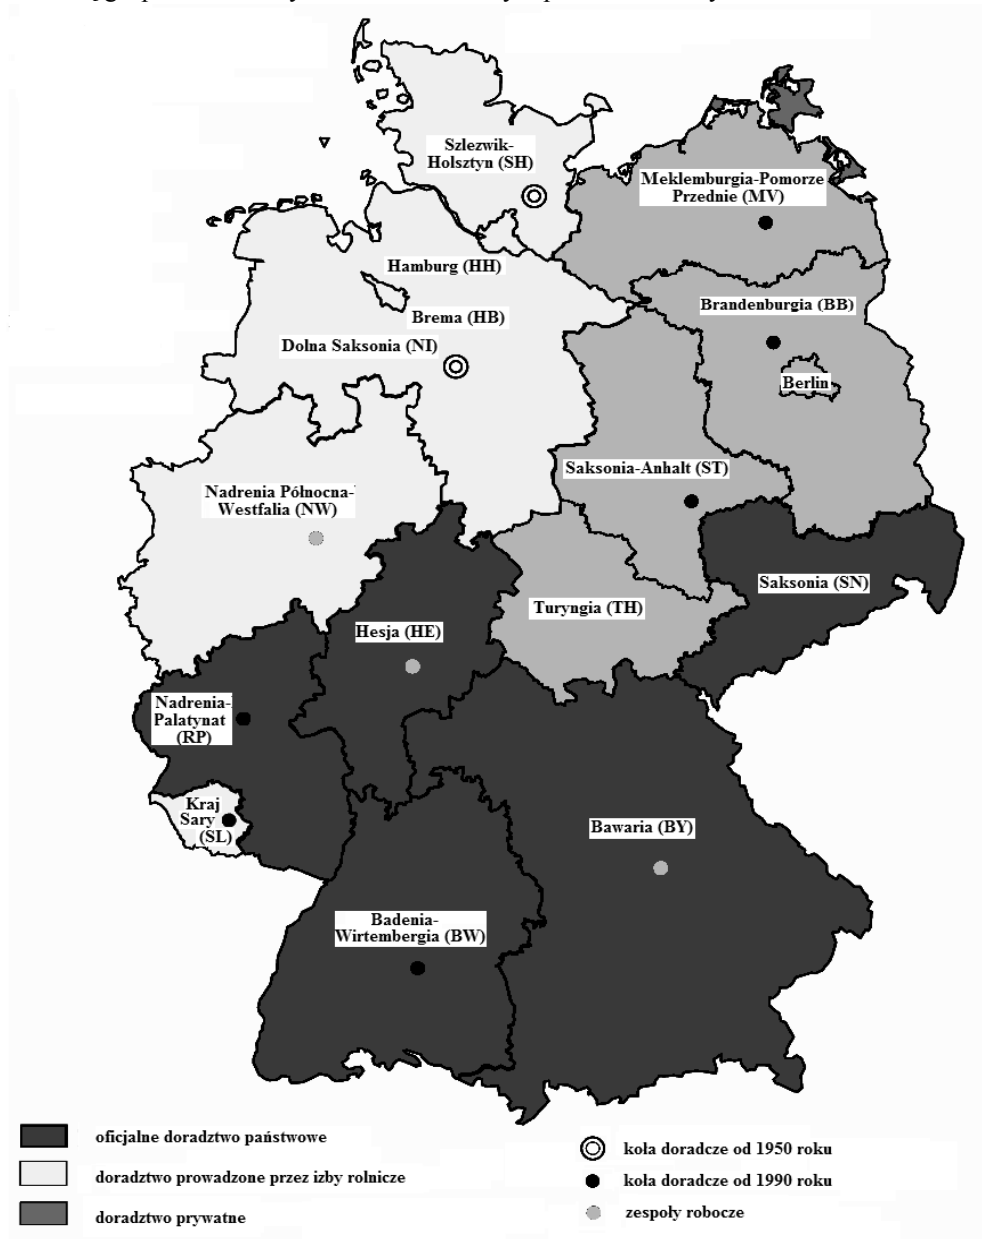 Szlezwik-
Holsztyn (SH)
Meklemburgia-Pomorze
Przednie (MV)
Hamburg (HH)
Brandenburgia (BB)
Brema (HB)
Dolna Saksonia (NI)
Berlin
Saksonia-Anhalt (ST)
Nadrenia Północna-
Westfalia (NW)
Saksonia (SN)
Turyngia (TH)
Hesja (HE)
Nadrenia-
Palatynat
(RP)
Kraj
Sary
(SL)
Bawaria (BY)
Badenia-
Wirtembergia (BW)
oficjalne doradztwo państwowe
doradztwo prowadzone przez izby rolnicze
doradztwo prywatne
koła doradcze od 1950 roku
koła doradcze od 1990 roku
zespoły robocze